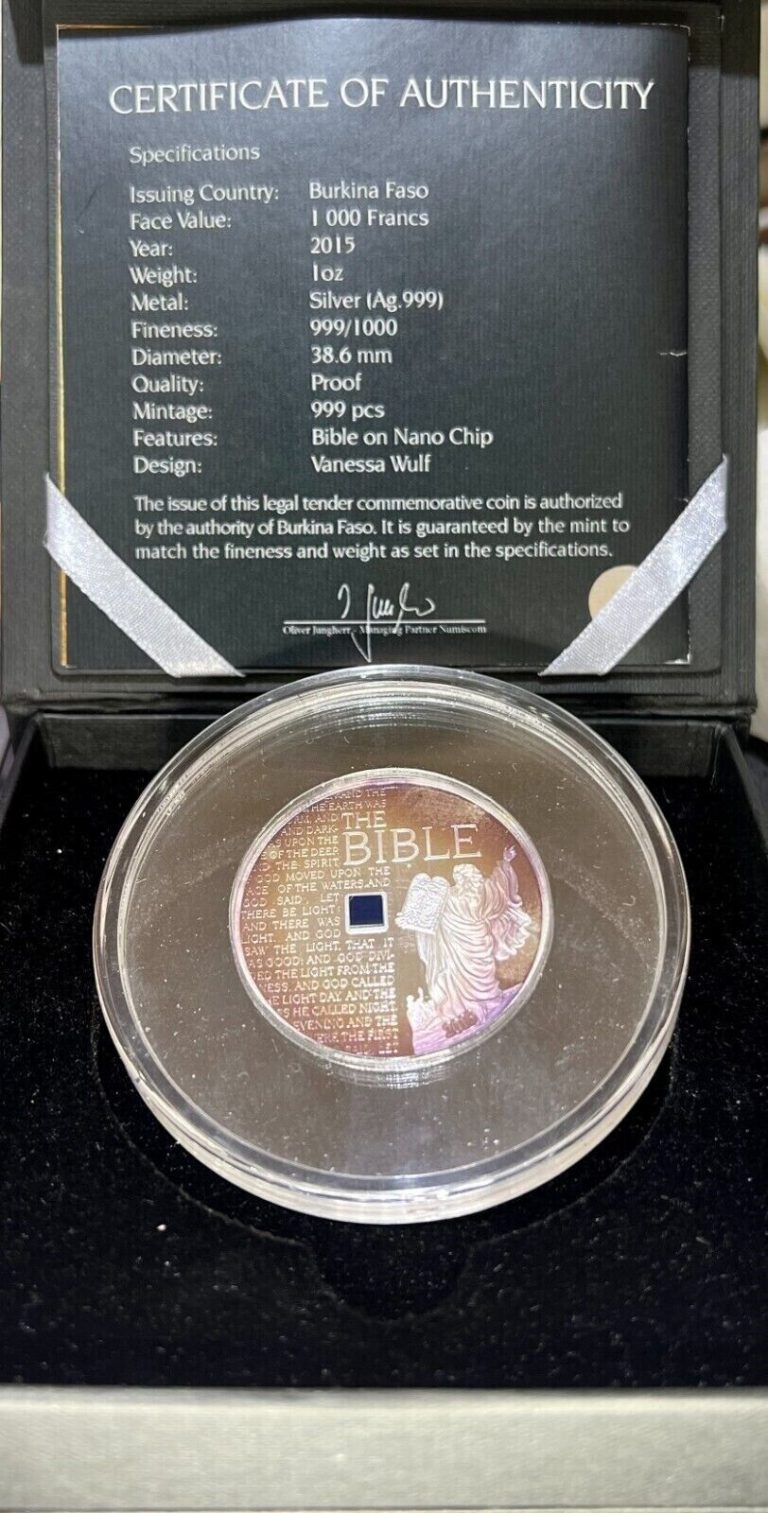 CERTIFICATE OF AUTHENTICITY
Specifications
Issuing Country: Burkina Faso
Face Value: 1 000 Francs
Year: 2015
Weight: 1oz
Metal: Silver (Ag.999)
Fineness: 999/1000
Diameter: 38.6 mm
Quality: Proof
Mintage: 999 pcs
Features: Bible on Nano Chip
Design: Vanessa Wulf
The issue of this legal tender commemorative coin is authorized
by the authority of Burkina Faso. It is guaranteed by the mint to
match the fineness and weight as set in the specifications.
Oliver Jungherr - Managing Partner Numiscom
THE
BIBLE
AND THE
THE EARTH WAS
AND
AND DARK-
UPON THE
OF THE DEEP
THE SPIRIT
GOD MOVED UPON THE
OF THE WATERS. AND
GOD SAID, LET
THERE BE LIGHT:
AND THERE WAS
LIGHT. AND GOD
SAW THE LIGHT, THAT IT
WAS GOOD: AND GOD DIVI-
THE LIGHT FROM THE
AND GOD CALLED
THE LIGHT DAY AND THE
HE CALLED NIGHT
EVENING AND THE
THE FIRST
LET